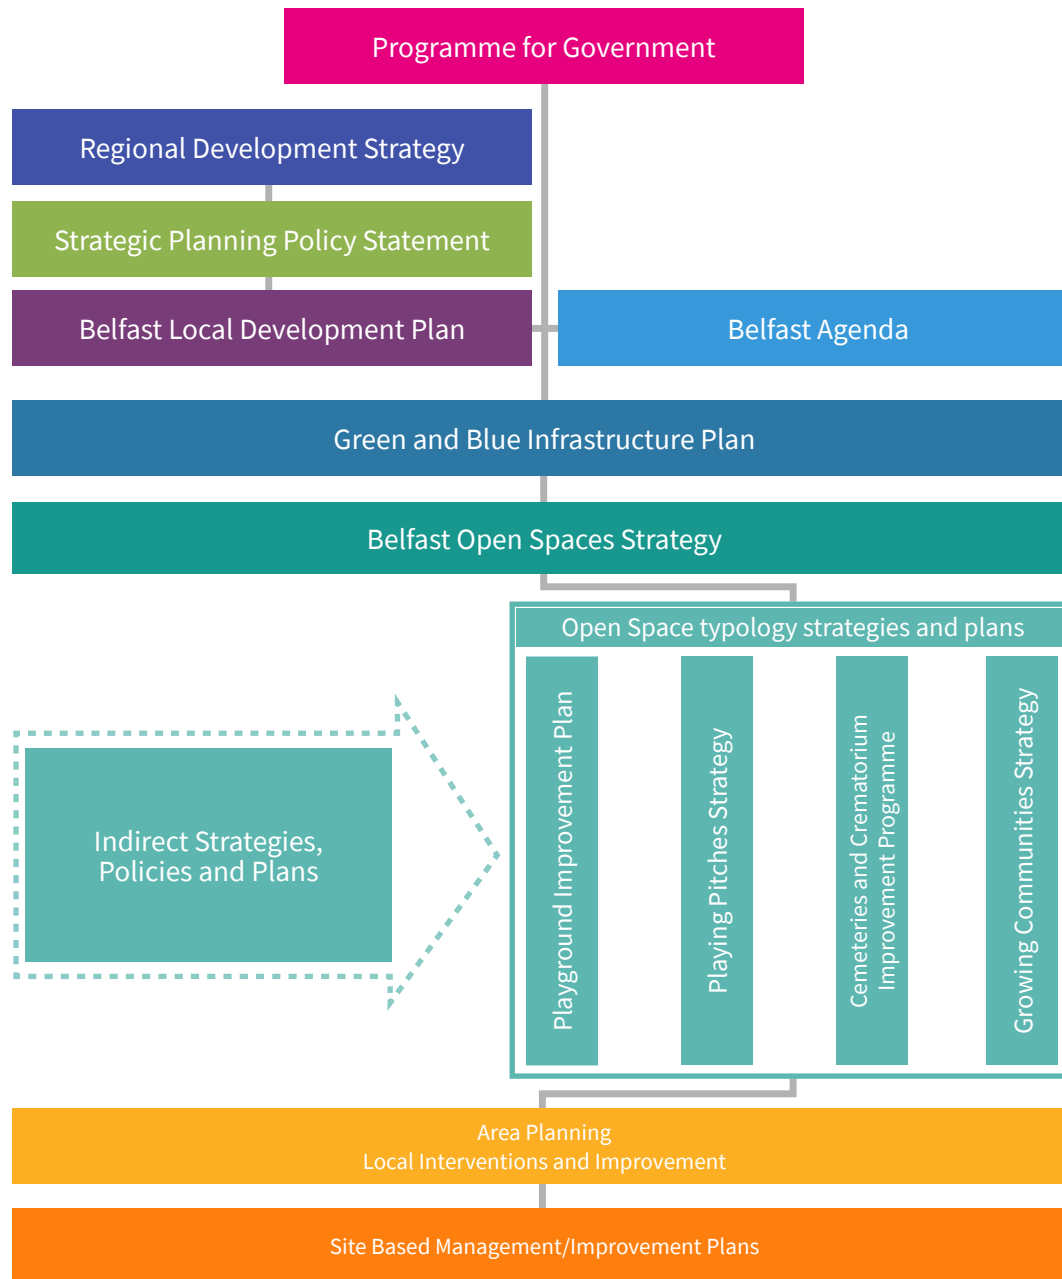 Programme for Government
Regional Development Strategy
Strategic Planning Policy Statement
Belfast Local Development Plan
Belfast Agenda
Green and Blue Infrastructure Plan
Belfast Open Spaces Strategy
Open Space typology strategies and plans
Indirect Strategies,
Policies and Plans
Playground Improvement Plan
Playing Pitches Strategy
Cemeteries and Crematorium
Improvement Programme
Growing Communities Strategy
Area Planning
Local Interventions and Improvement
Site Based Management/Improvement Plans